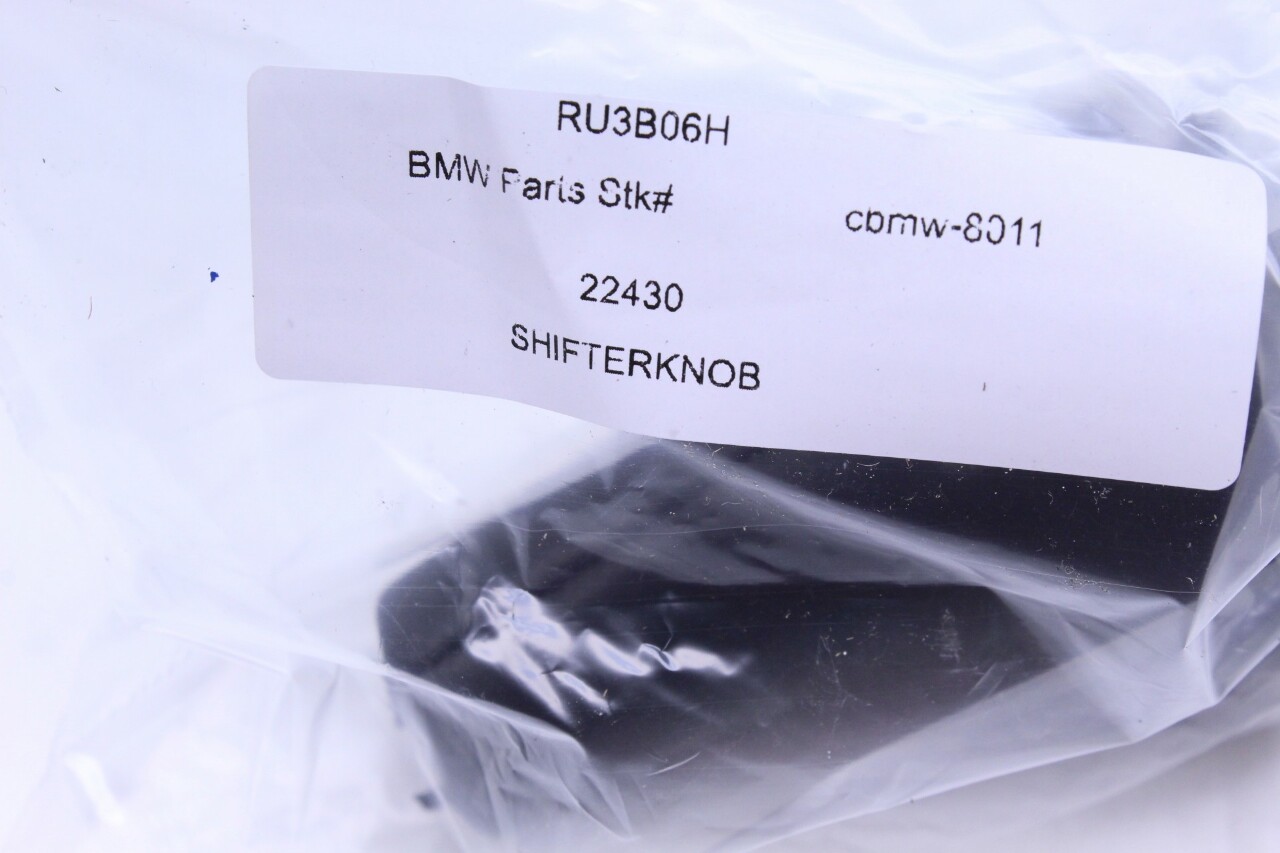 RU3B06H
BMW Parts Stk# cbmw-8011
22430
SHIFTERKNOB